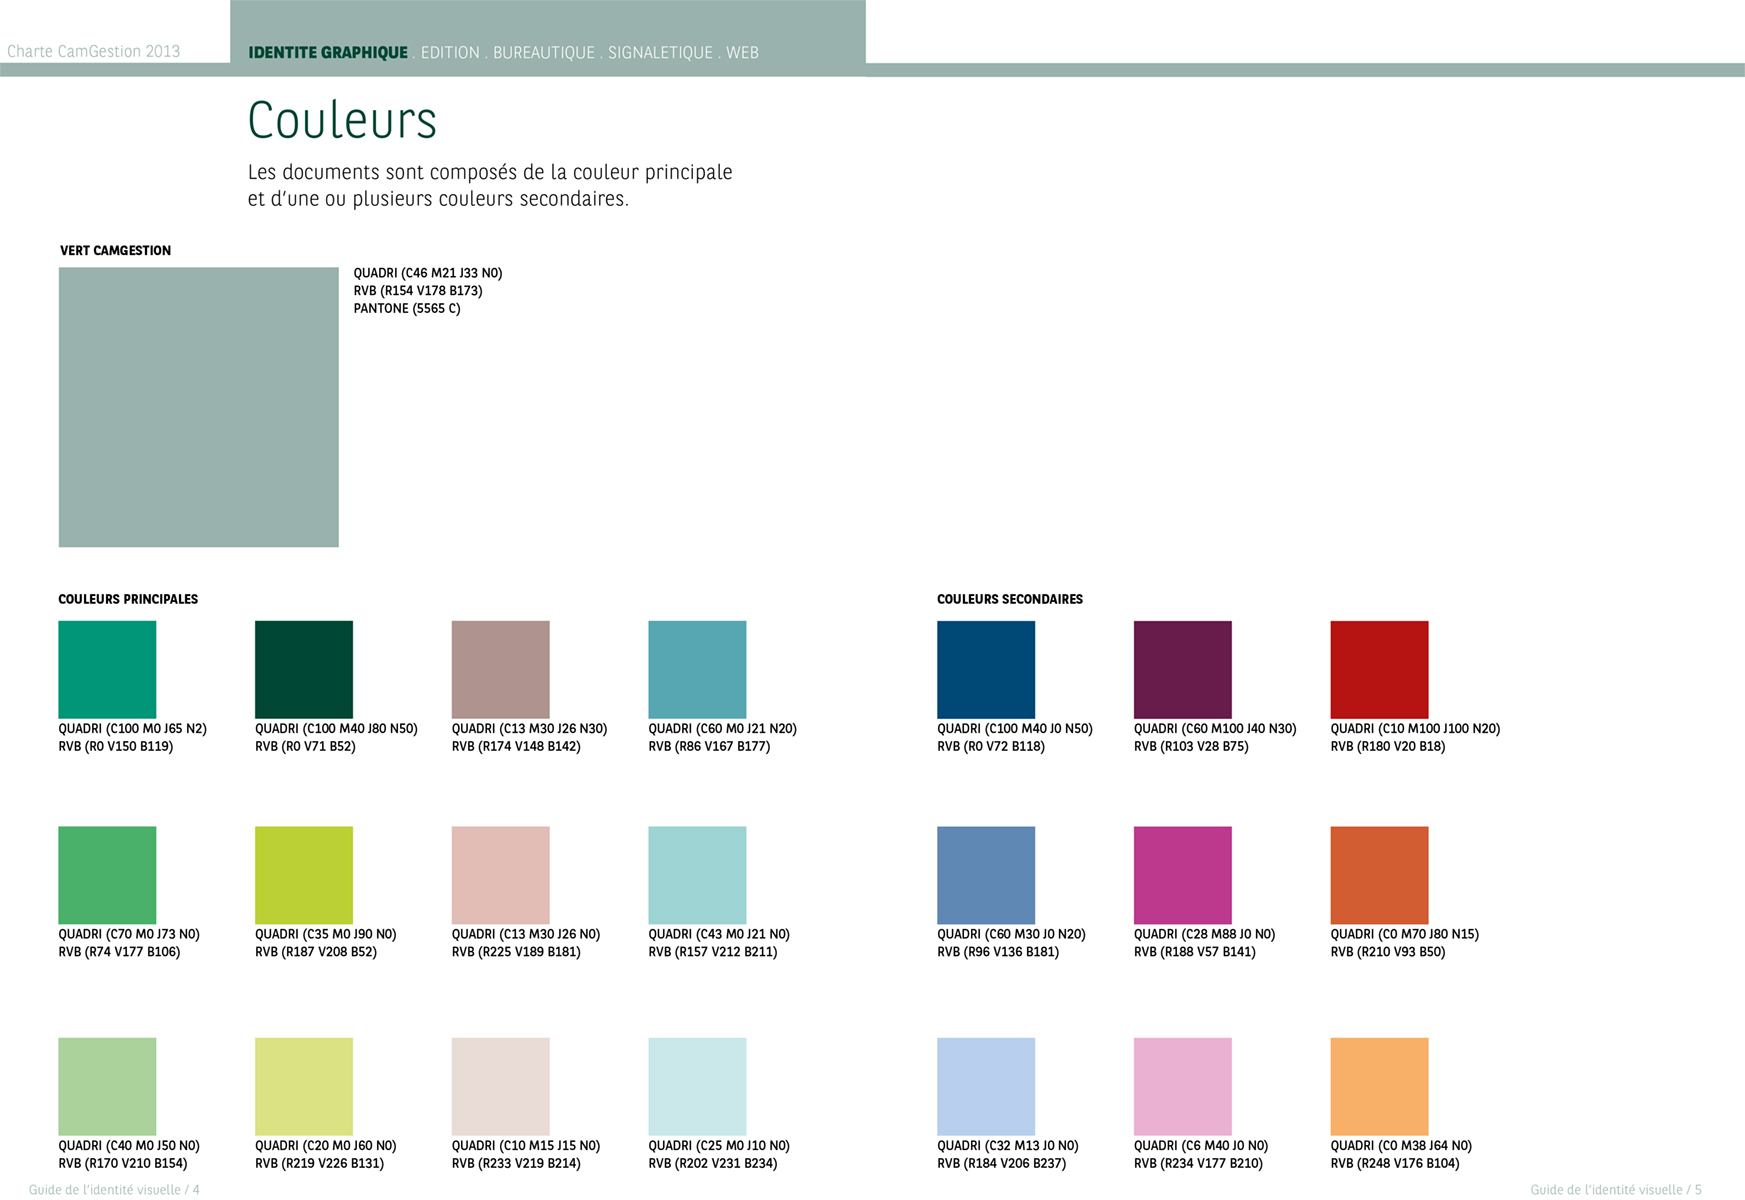 Charte CamGestion 2013
IDENTITE GRAPHIQUE . EDITION . BUREAUTIQUE . SIGNALETIQUE . WEB
Couleurs
Les documents sont composés de la couleur principale
et d'une ou plusieurs couleurs secondaires.
VERT CAMGESTION
QUADRI (C46 M21 J33 N0)
RVB (R154 V178 B173)
PANTONE (5565 C)
COULEURS PRINCIPALES
QUADRI (C100 M0 J65 N2)
RVB (R0 V150 B119)
QUADRI (C100 M40 J80 N50)
RVB (R0 V71 B52)
QUADRI (C13 M30 J26 N30)
RVB (R174 V148 B142)
QUADRI (C60 M0 J21 N20)
RVB (R86 V167 B177)
QUADRI (C70 M0 J73 N0)
RVB (R74 V177 B106)
QUADRI (C35 M0 J90 N0)
RVB (R187 V208 B52)
QUADRI (C13 M30 J26 N0)
RVB (R225 V189 B181)
QUADRI (C43 M0 J21 N0)
RVB (R157 V212 B211)
QUADRI (C40 M0 J50 N0)
RVB (R170 V210 B154)
QUADRI (C20 M0 J60 N0)
RVB (R219 V226 B131)
QUADRI (C10 M15 J15 N0)
RVB (R233 V219 B214)
QUADRI (C25 M0 J10 N0)
RVB (R202 V231 B234)
COULEURS SECONDAIRES
QUADRI (C100 M40 J0 N50)
RVB (R0 V72 B118)
QUADRI (C60 M100 J40 N30)
RVB (R103 V28 B75)
QUADRI (C10 M100 J100 N20)
RVB (R180 V20 B18)
QUADRI (C60 M30 J0 N20)
RVB (R96 V136 B181)
QUADRI (C28 M88 J0 N0)
RVB (R188 V57 B141)
QUADRI (C0 M70 J80 N15)
RVB (R210 V93 B50)
QUADRI (C32 M13 J0 N0)
RVB (R184 V206 B237)
QUADRI (C6 M40 J0 N0)
RVB (R234 V177 B210)
QUADRI (C0 M38 J64 N0)
RVB (R248 V176 B104)
Guide de l'identité visuelle / 4
Guide de l'identité visuelle / 5